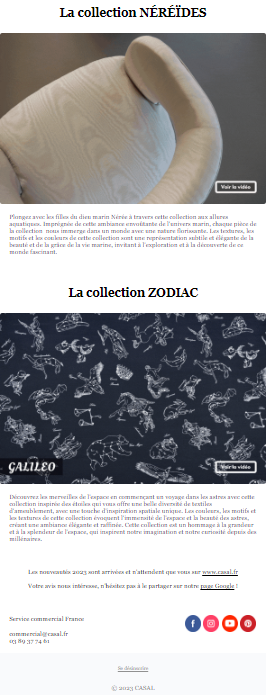 La collection NÉRÉÏDES
Voir la vidéo
Plongez avec les filles du dieu marin Nérée à travers cette collection aux allures
aquatiques. Imprégnée de cette ambiance envoûtante de l'univers marin, chaque pièce de
la collection nous immerge dans un monde avec une nature florissante. Les textures, les
motifs et les couleurs de cette collection sont une représentation subtile et élégante de la
beauté et de la grâce de la vie marine, invitant à l'exploration et à la découverte de ce
monde fascinant.
La collection ZODIAC
GALILEO
Voir la vidéo
Découvrez les merveilles de l'espace en commençant un voyage dans les astres avec cette
collection inspirée des étoiles qui vous offre une belle diversité de textiles
d'ameublement, avec une touche d'inspiration spatiale unique. Les couleurs, les motifs et
les textures de cette collection évoquent l'immensité de l'espace et la beauté des astres,
créant une ambiance élégante et raffinée. Cette collection est un hommage à la grandeur
et à la splendeur de l'espace, qui inspirent notre imagination et notre curiosité depuis des
millénaires.
Les nouveautés 2023 sont arrivées et n'attendent que vous sur www.casal.fr
Votre avis nous intéresse, n'hésitez pas à le partager sur notre page Google !
Service commercial France
commercial@casal.fr
03 89 37 74 61
Se désinscrire
© 2023 CASAL